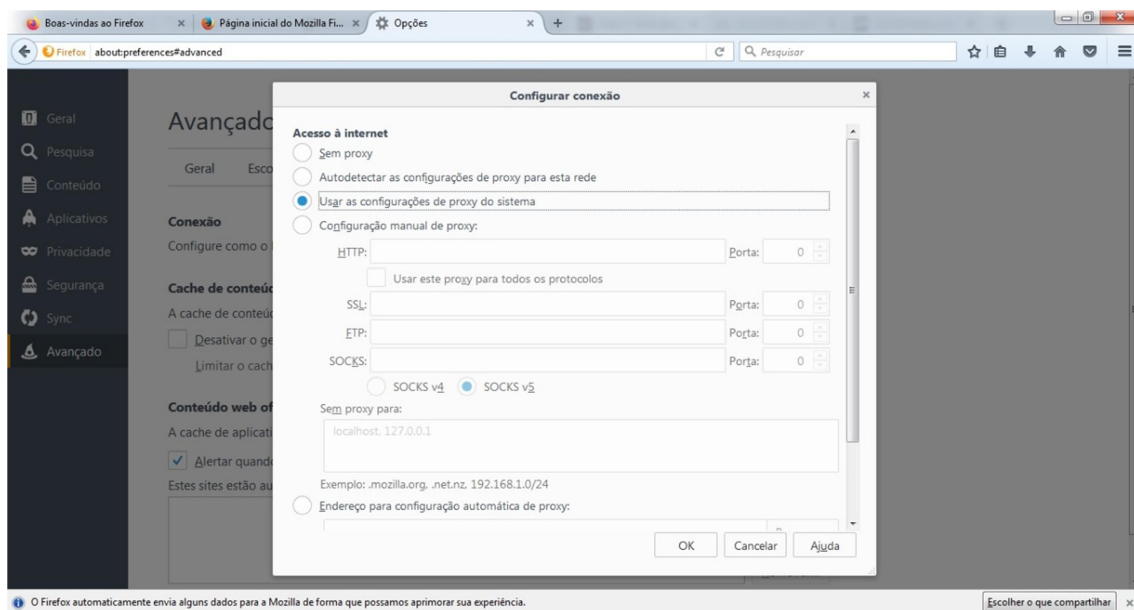 Boas-vindas ao Firefox
Página inicial do Mozilla Fi...
Opções
Firefox about:preferences#advanced
Pesquisar
Geral
Pesquisa
Conteúdo
Aplicativos
Privacidade
Segurança
Sync
Avançado
Avançado
Geral Esco
Conexão
Configure como o
Cache de conteúd
A cache de conteúd
Desativar o ge
Limitar o cach
Conteúdo web of
A cache de aplicati
Alertar quando
Estes sites estão au
Configurar conexão
Acesso à internet
Sem proxy
Autodetectar as configurações de proxy para esta rede
Usar as configurações de proxy do sistema
Configuração manual de proxy:
HTTP: Porta: 0
Usar este proxy para todos os protocolos
SSL: Porta: 0
FTP: Porta: 0
SOCKS: Porta: 0
SOCKS v4 SOCKS v5
Sem proxy para:
localhost, 127.0.0.1
Exemplo: .mozilla.org, .net.nz, 192.168.1.0/24
Endereço para configuração automática de proxy:
OK Cancelar Ajuda
O Firefox automaticamente envia alguns dados para a Mozilla de forma que possamos aprimorar sua experiência.
Escolher o que compartilhar